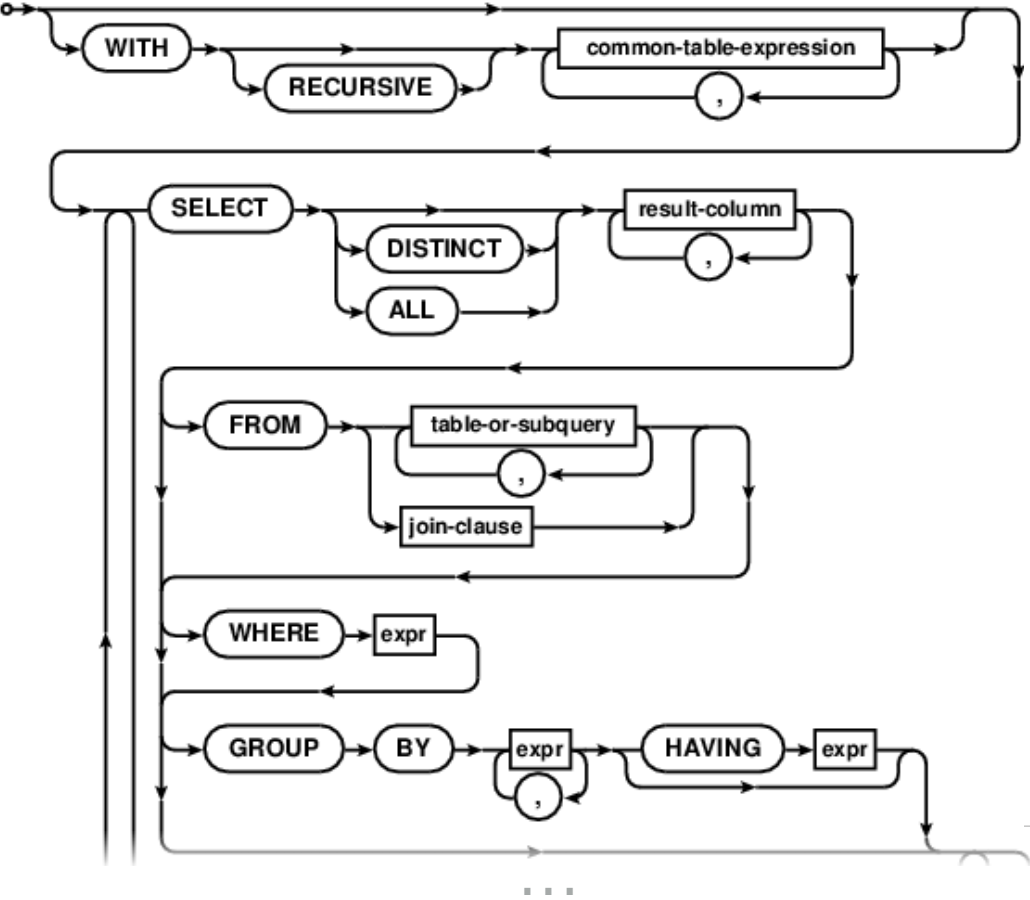 WITH common-table-expression
RECURSIVE ,
SELECT result-column
DISTINCT ,
ALL
FROM table-or-subquery
,
join-clause
WHERE expr
GROUP BY expr HAVING expr
,
...